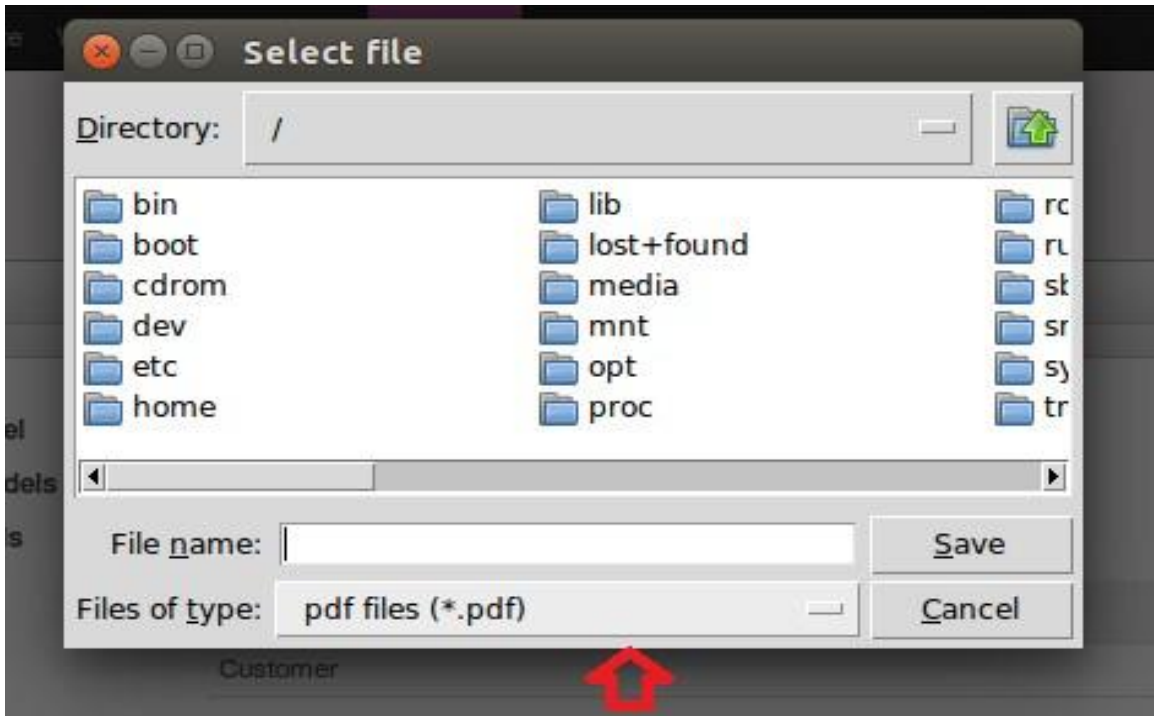 Select file
Directory: /
bin lib
boot lost+found
cdrom media
dev mnt
etc opt
home proc
File name: Save
Files of type: pdf files (*.pdf) Cancel
Customer